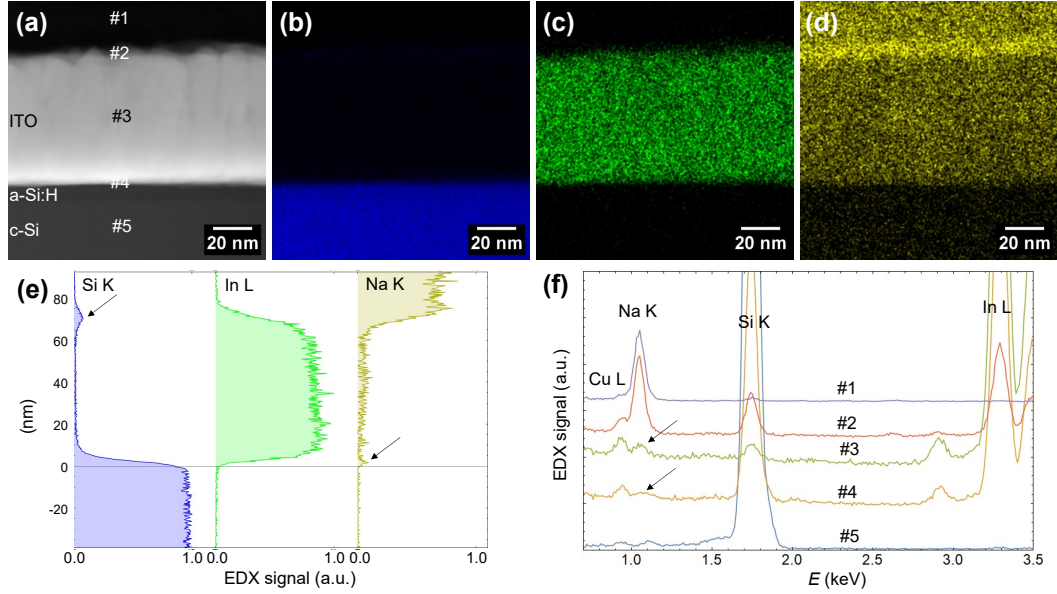 (a)
#1
#2
#3
ITO
#4
a-Si:H
c-Si
#5
20 nm
(b)
20 nm
(c)
20 nm
(d)
20 nm
(e)
Si K
In L
Na K
80
60
40
20
0
-20
(nm)
0.0
1.0
0.0
1.0
0.0
1.0
EDX signal (a.u.)
(f)
Na K
Si K
In L
Cu L
#1
#2
#3
#4
#5
EDX signal (a.u.)
1.0
1.5
2.0
2.5
3.0
3.5
E (keV)